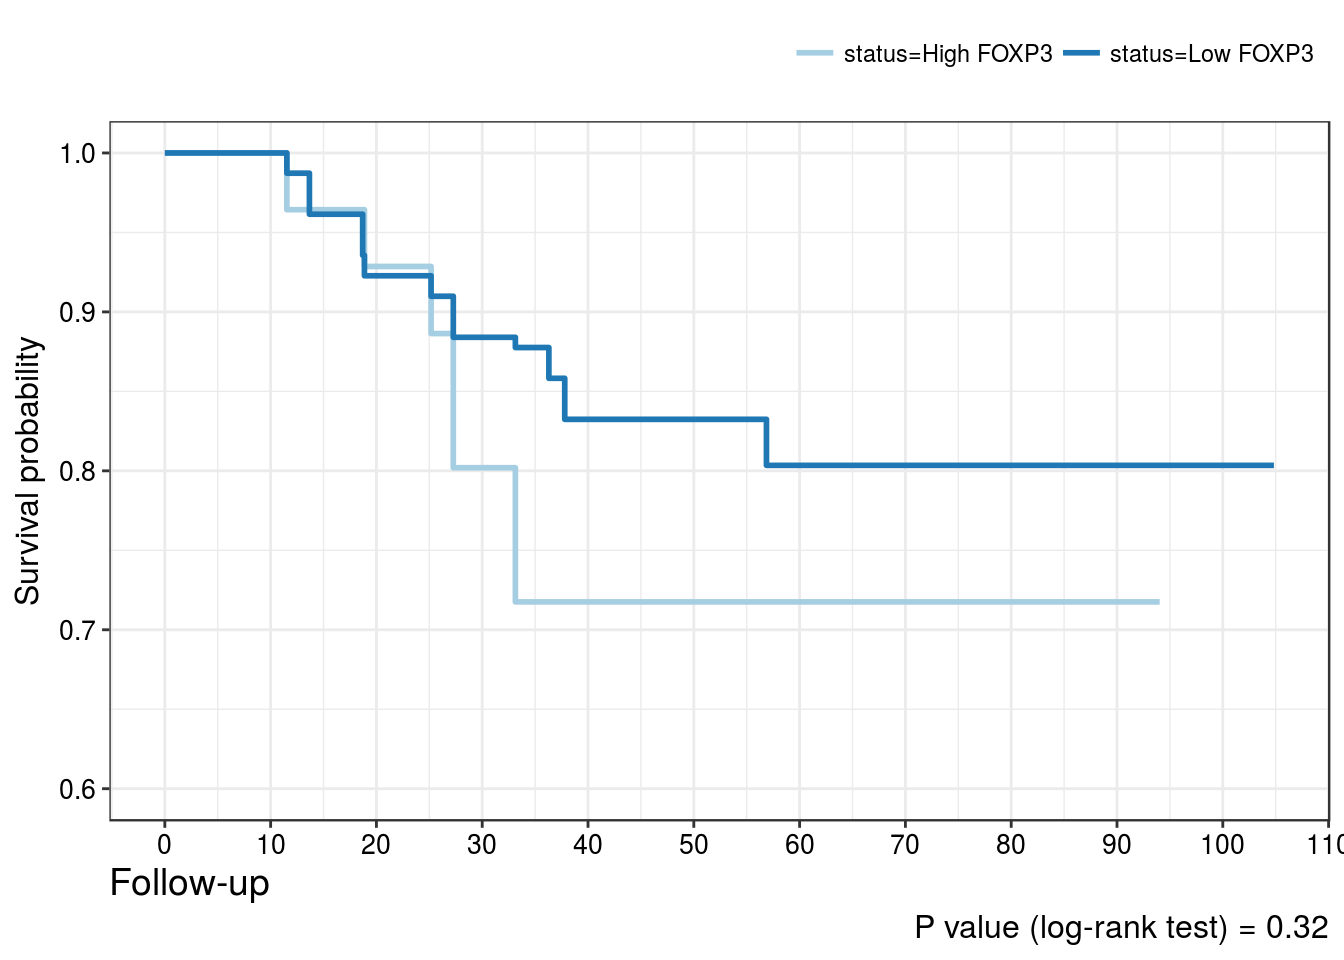 status=High FOXP3 status=Low FOXP3
1.0
0.9
0.8
0.7
0.6
Survival probability
0 10 20 30 40 50 60 70 80 90 100 110
Follow-up
P value (log-rank test) = 0.32